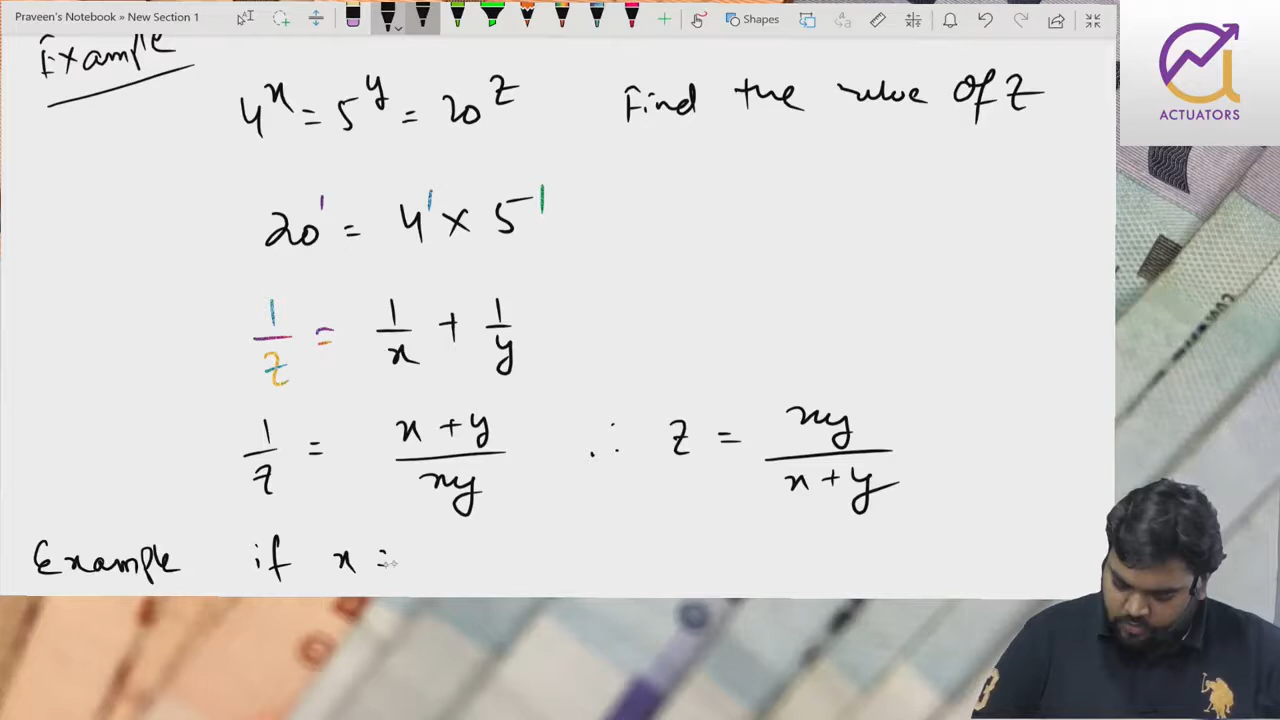 Praveen's Notebook » New Section 1
Shapes
ACTUATORS
Example
4^x = 5^y = 20^z Find the value of z
20^1 = 4^1 × 5^1
1/z = 1/x + 1/y
1/z = (x + y)/(xy) ∴ z = (xy)/(x + y)
Example if x =
3